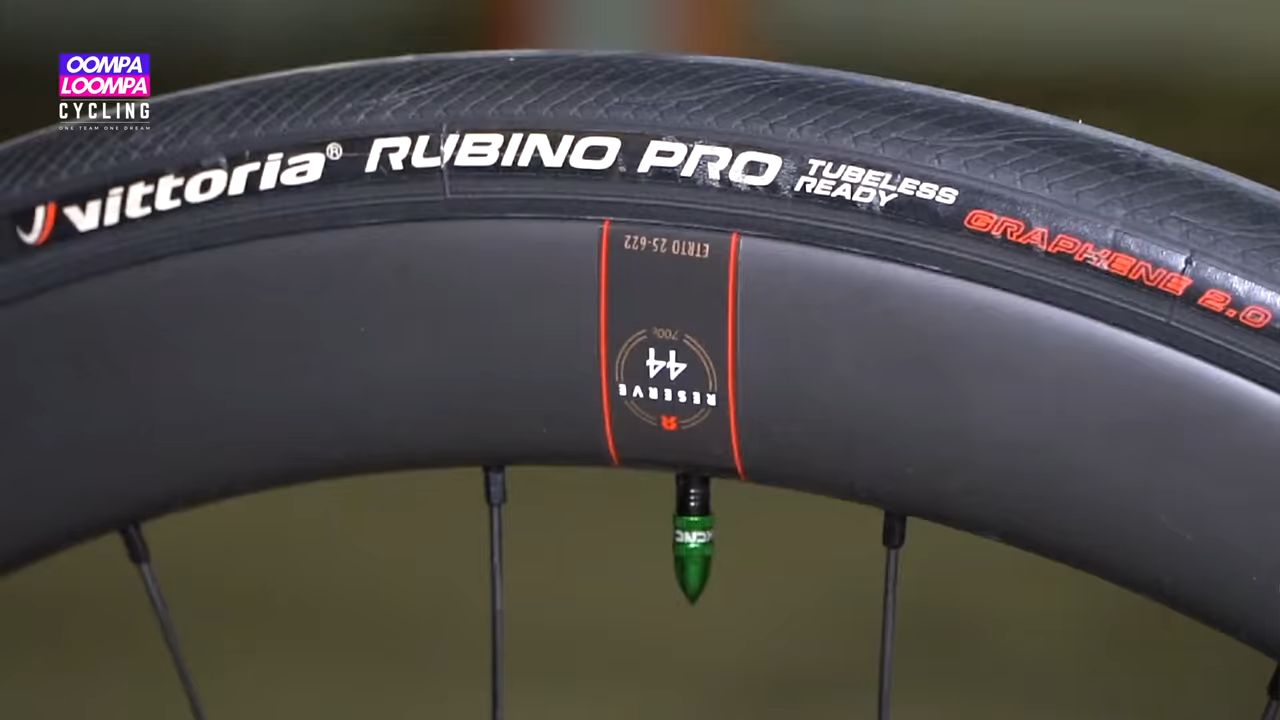 OOMPA
LOOMPA
CYCLING
ONE TEAM ONE DREAM
vittoria® RUBINO PRO TUBELESS
READY
GRAPHENE 2.0
ETRTO 25-622
700c
44
RESERVE
KCNC